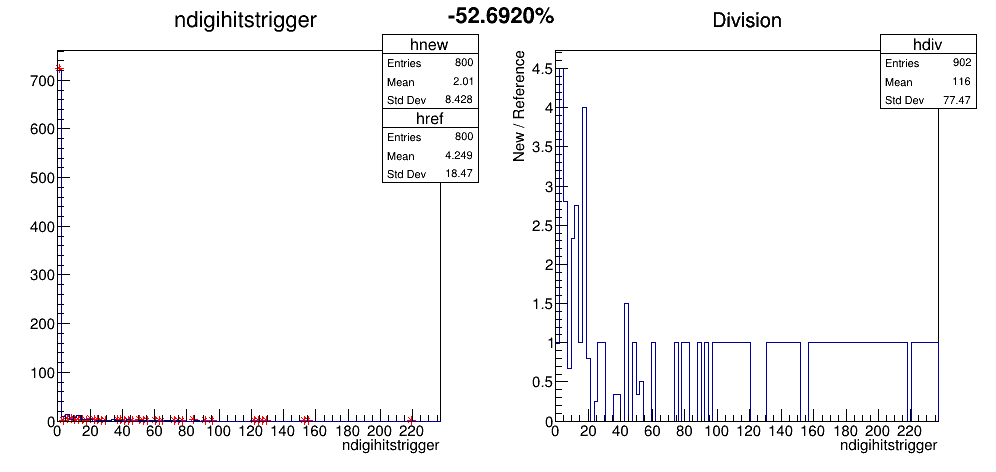 ndigihitstrigger
-52.6920%
Division
hnew
Entries 800
Mean 2.01
Std Dev 8.428
href
Entries 800
Mean 4.249
Std Dev 18.47
700
600
500
400
300
200
100
0
0 20 40 60 80 100 120 140 160 180 200 220
ndigihitstrigger
hdiv
Entries 902
Mean 116
Std Dev 77.47
New / Reference
4.5
4
3.5
3
2.5
2
1.5
1
0.5
0
0 20 40 60 80 100 120 140 160 180 200 220
ndigihitstrigger